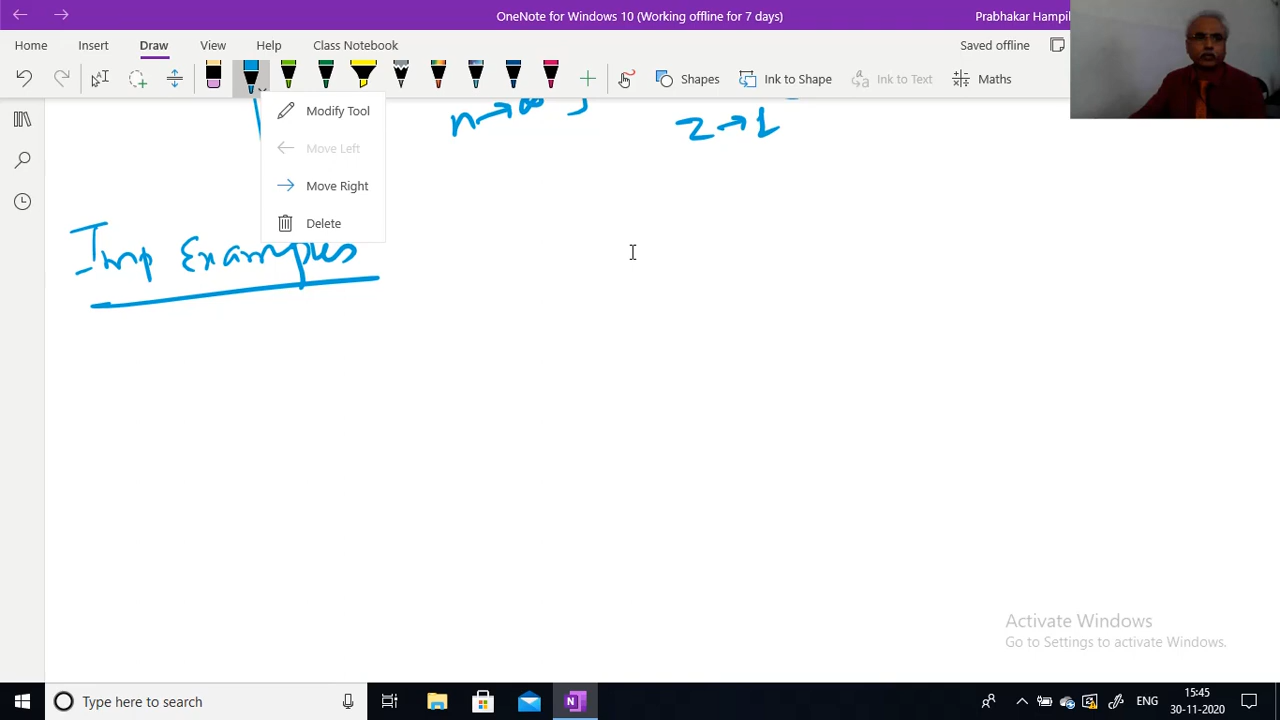 OneNote for Windows 10 (Working offline for 7 days)
Prabhakar Hampil
Home
Insert
Draw
View
Help
Class Notebook
Saved offline
Shapes
Ink to Shape
Ink to Text
Maths
Modify Tool
Move Left
Move Right
Delete
n→∞
z→1
Imp Examples
Activate Windows
Go to Settings to activate Windows.
Type here to search
ENG
15:45
30-11-2020